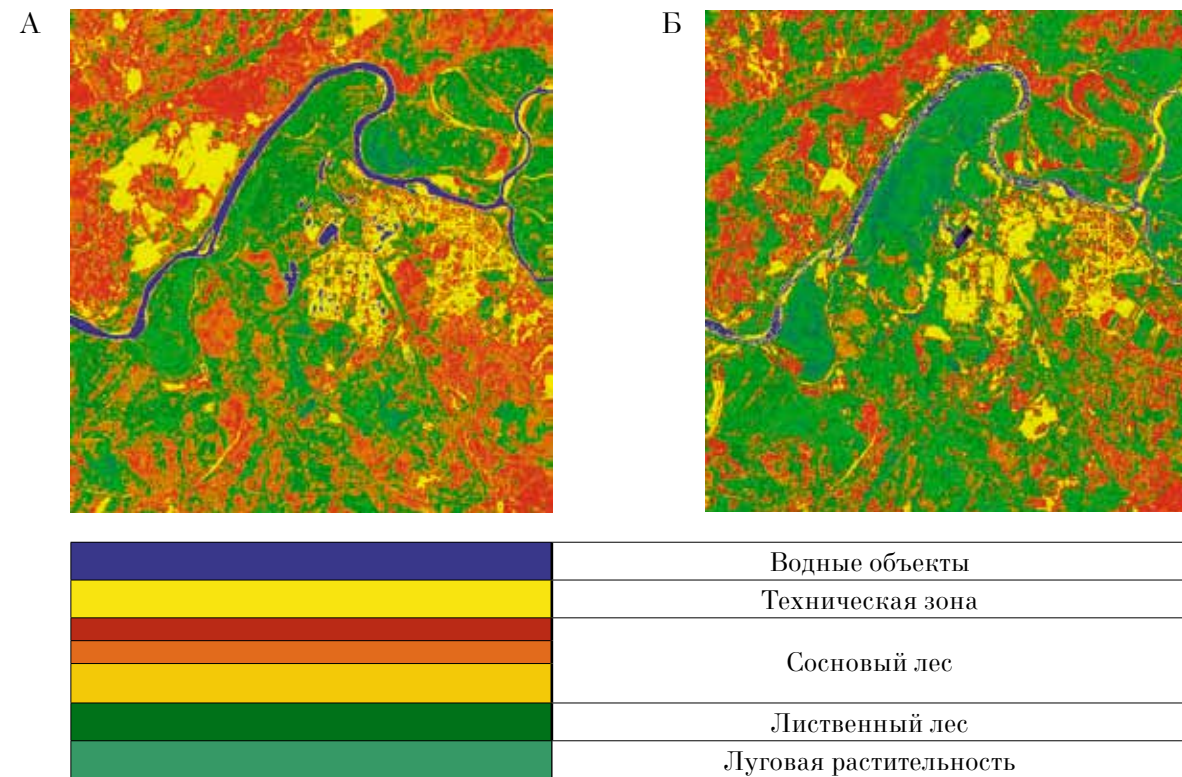 А
Б
Водные объекты
Техническая зона
Сосновый лес
Лиственный лес
Луговая растительность